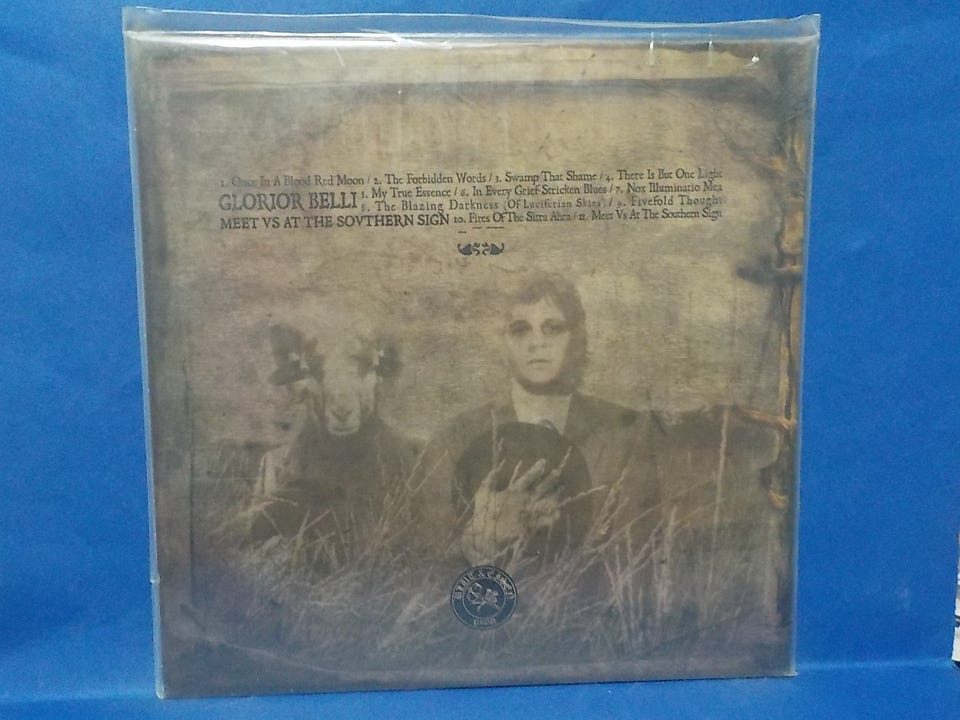 1. Once In A Blood Red Moon / 2. The Forbidden Words / 3. Swamp That Shame / 4. There Is But One Light
GLORIOR BELLI 5. My True Essence / 6. In Every Grief Stricken Blues / 7. Nox Illuminatio Mea
8. The Blazing Darkness (Of Luciferian Skies) / 9. Fivefold Thought
MEET VS AT THE SOVTHERN SIGN 10. Fires Of The Sitra Ahra / 11. Meet Vs At The Southern Sign